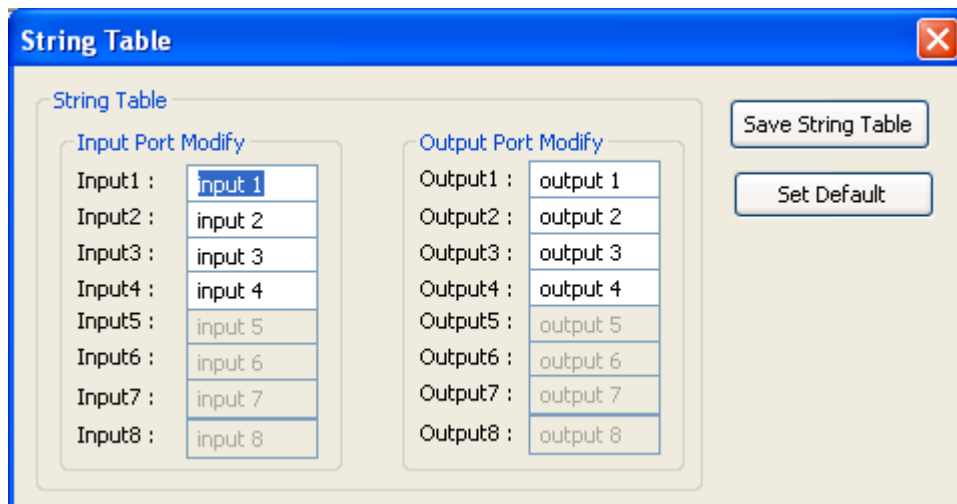 String Table
String Table
Input Port Modify
Input1 : input 1
Input2 : input 2
Input3 : input 3
Input4 : input 4
Input5 : input 5
Input6 : input 6
Input7 : input 7
Input8 : input 8
Output Port Modify
Output1 : output 1
Output2 : output 2
Output3 : output 3
Output4 : output 4
Output5 : output 5
Output6 : output 6
Output7 : output 7
Output8 : output 8
Save String Table
Set Default